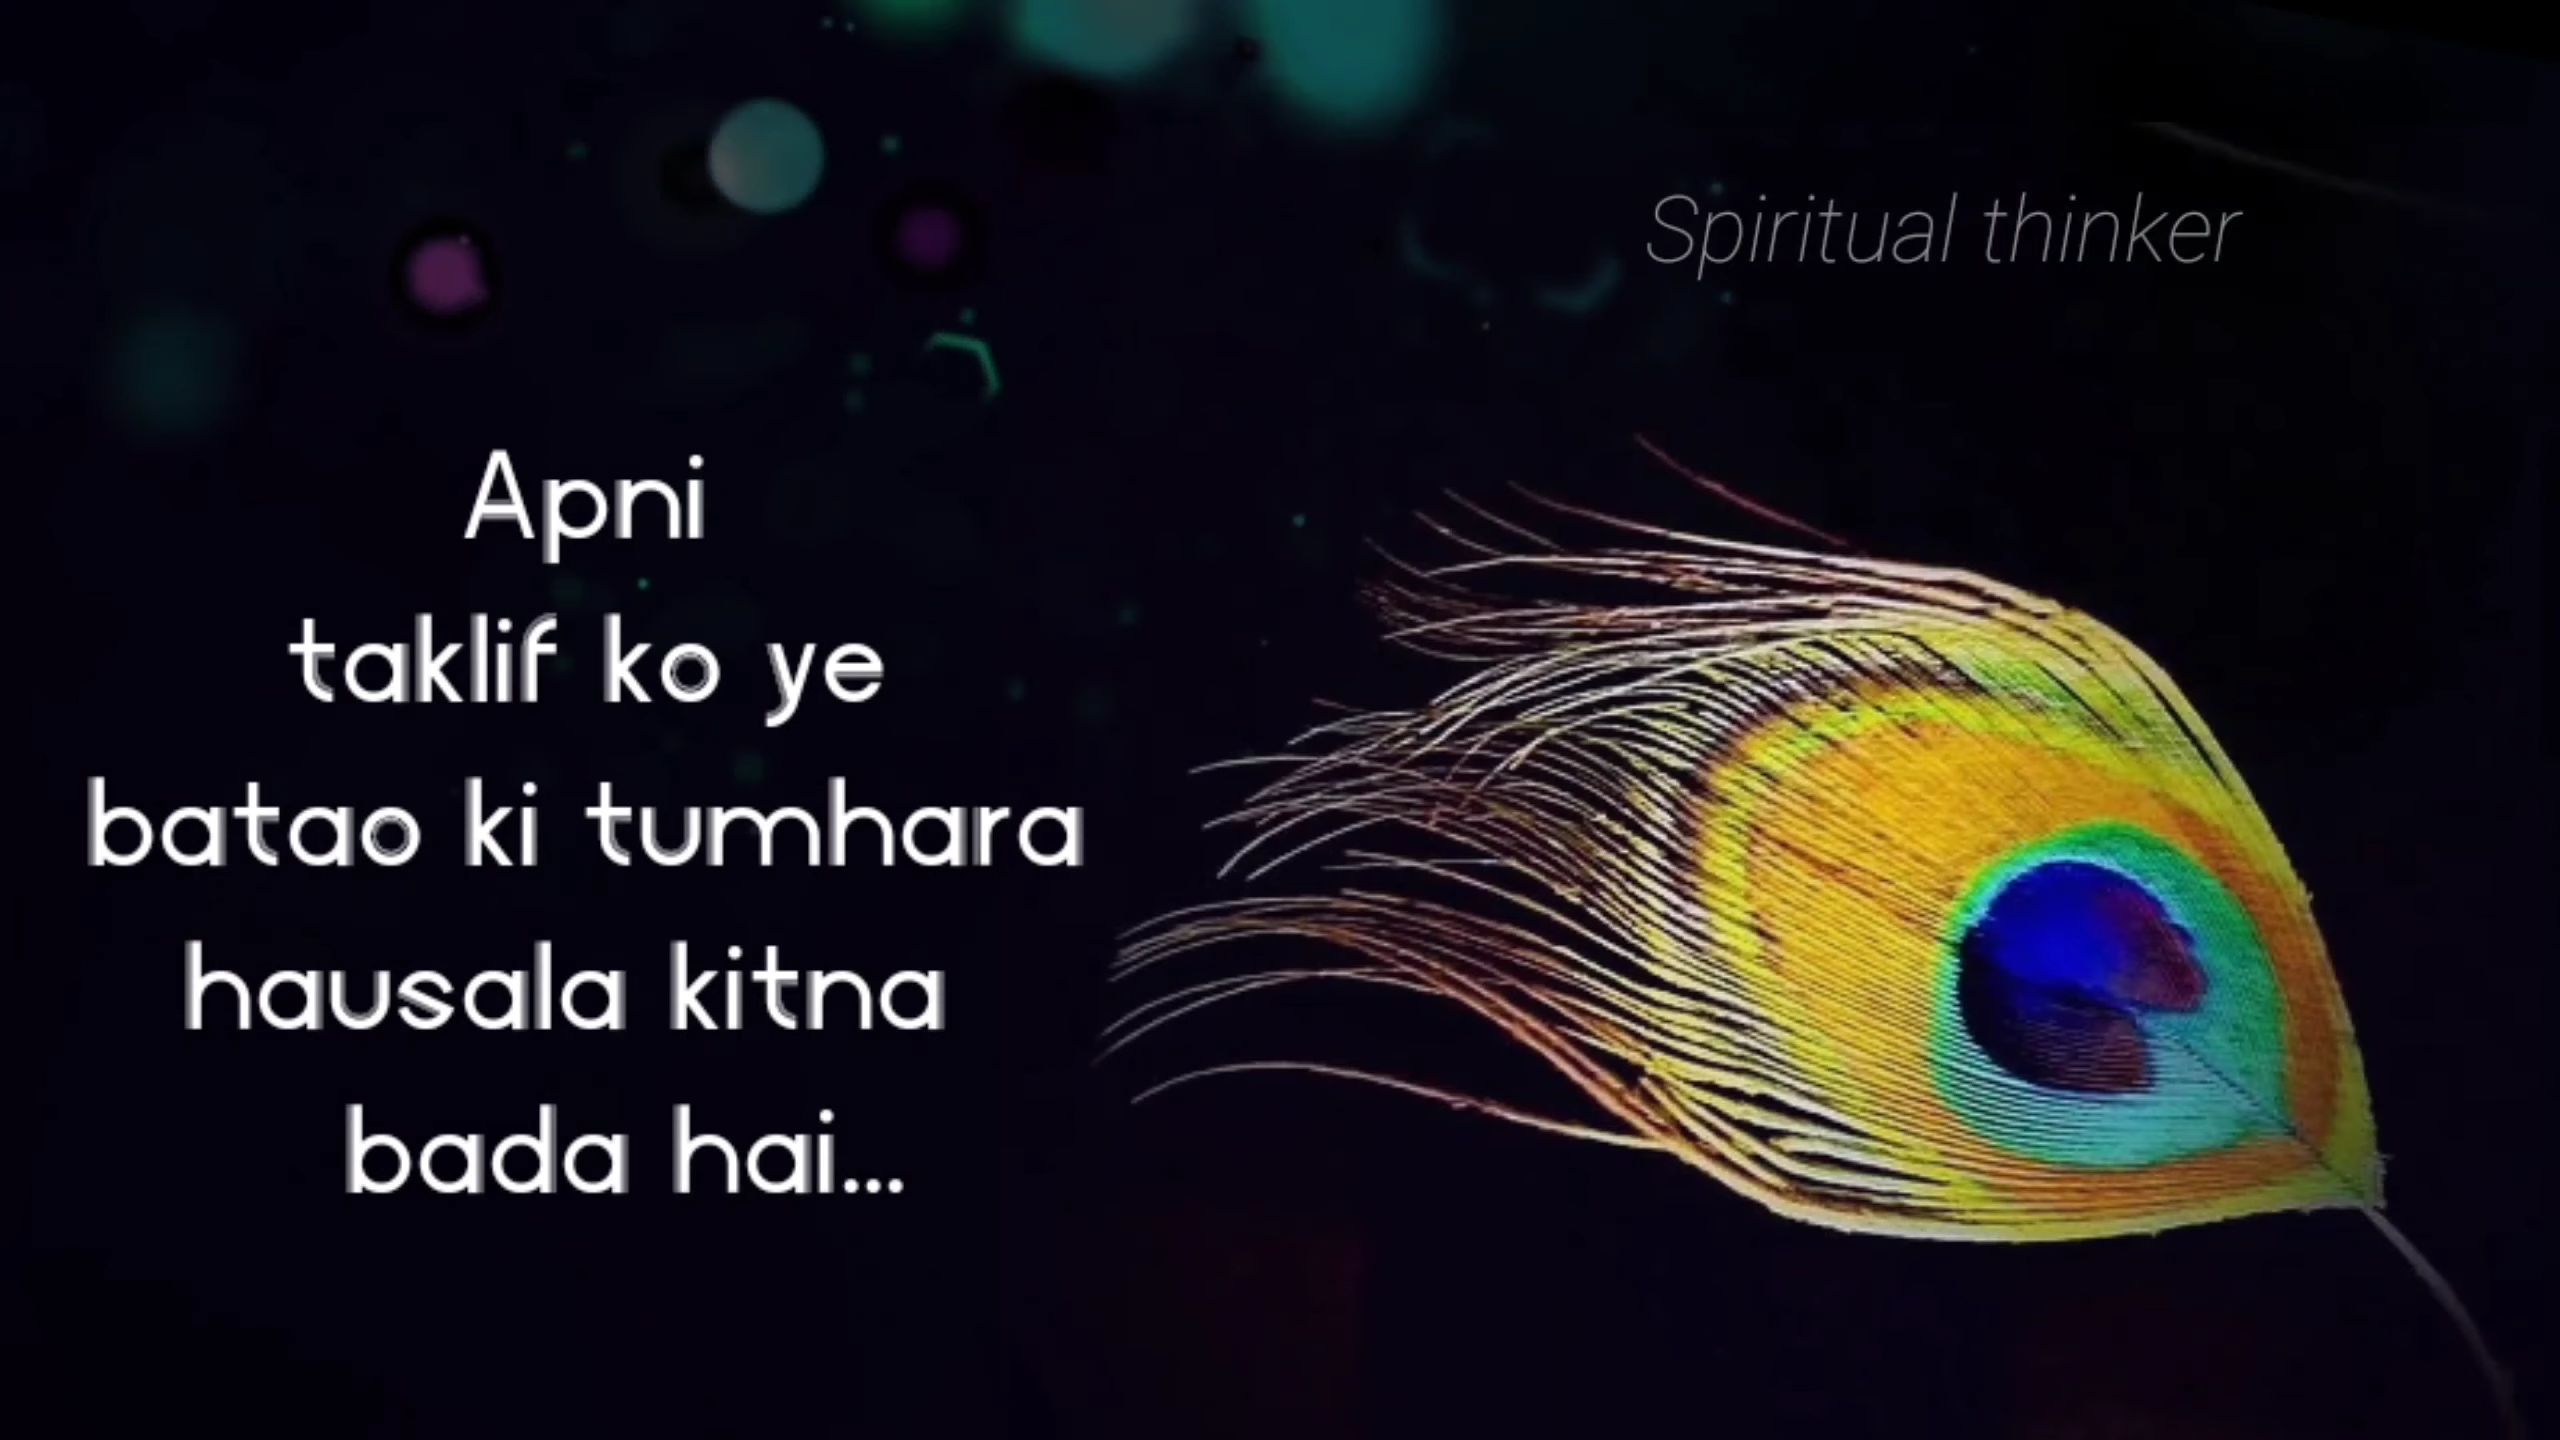 Spiritual thinker
Apni
taklif ko ye
batao ki tumhara
hausala kitna
bada hai...